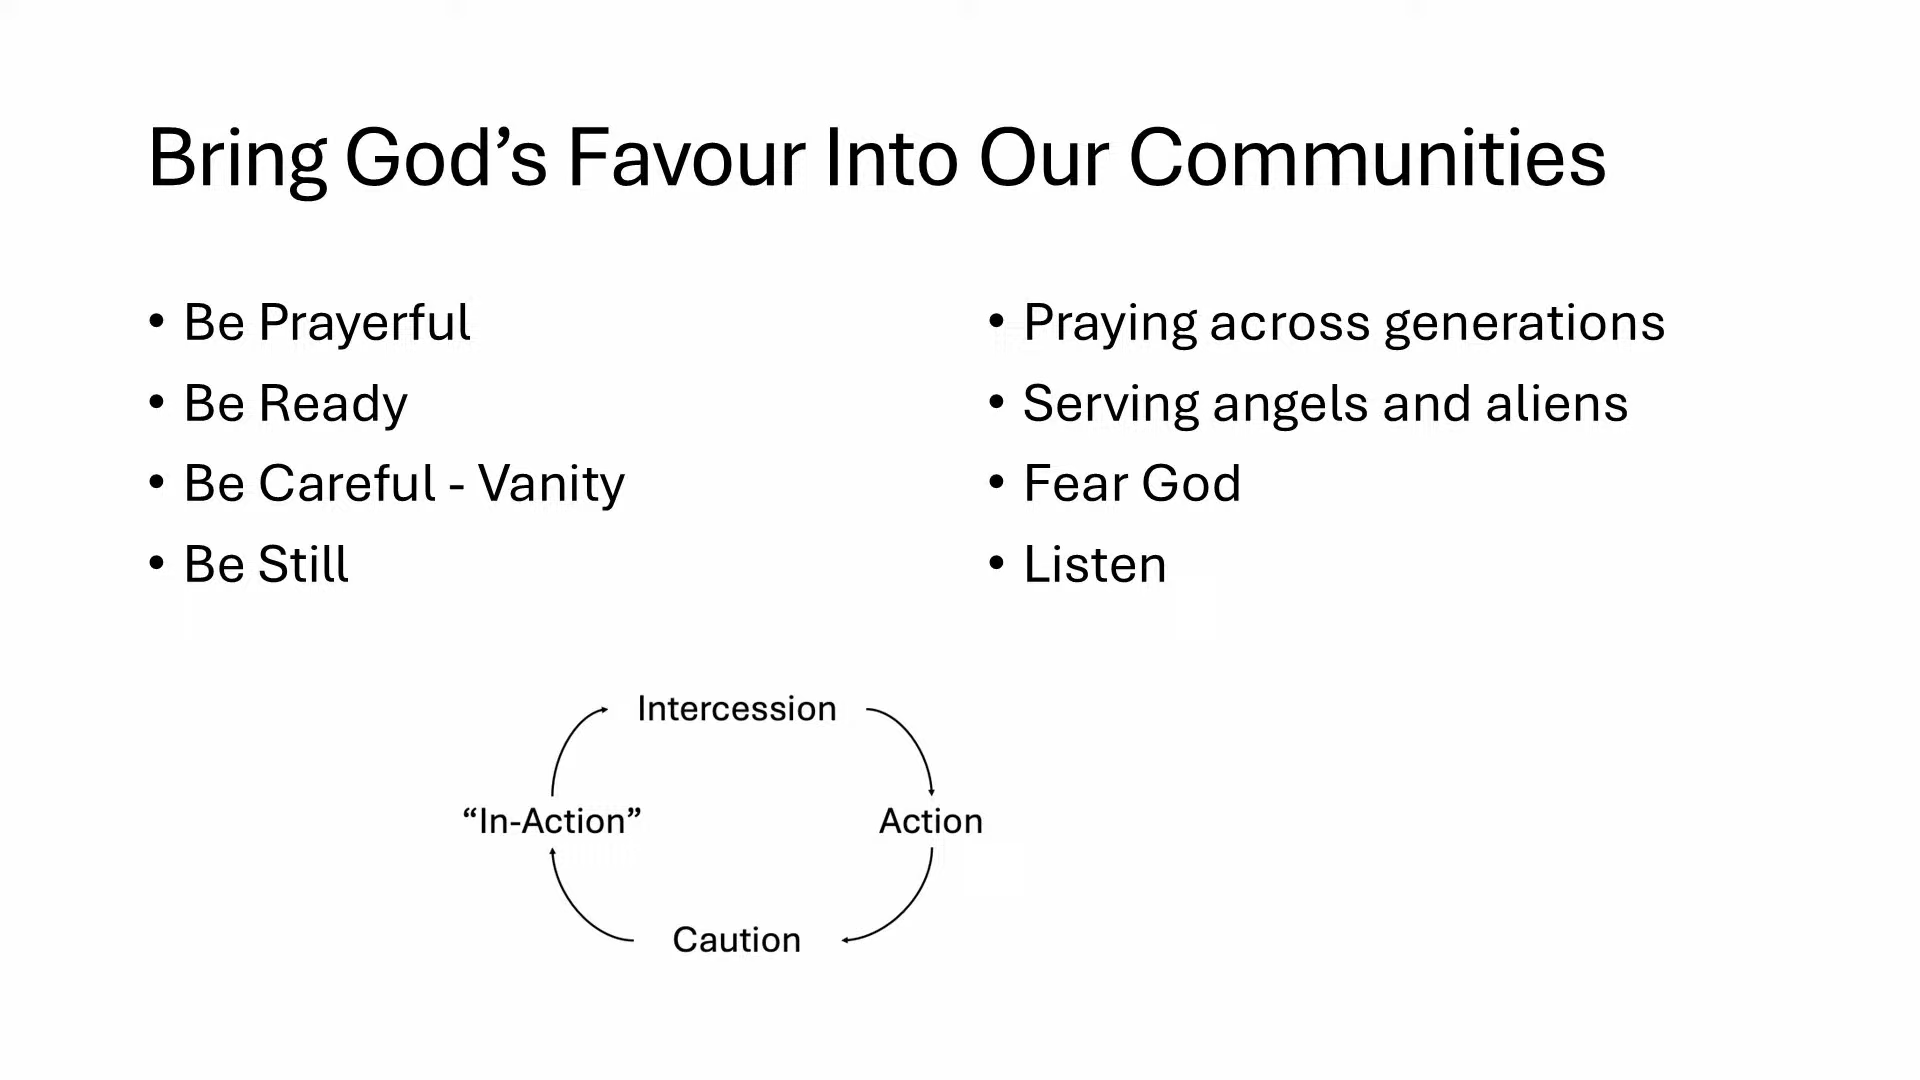 Bring God’s Favour Into Our Communities
• Be Prayerful
• Be Ready
• Be Careful - Vanity
• Be Still
• Praying across generations
• Serving angels and aliens
• Fear God
• Listen
Intercession
“In-Action”
Action
Caution